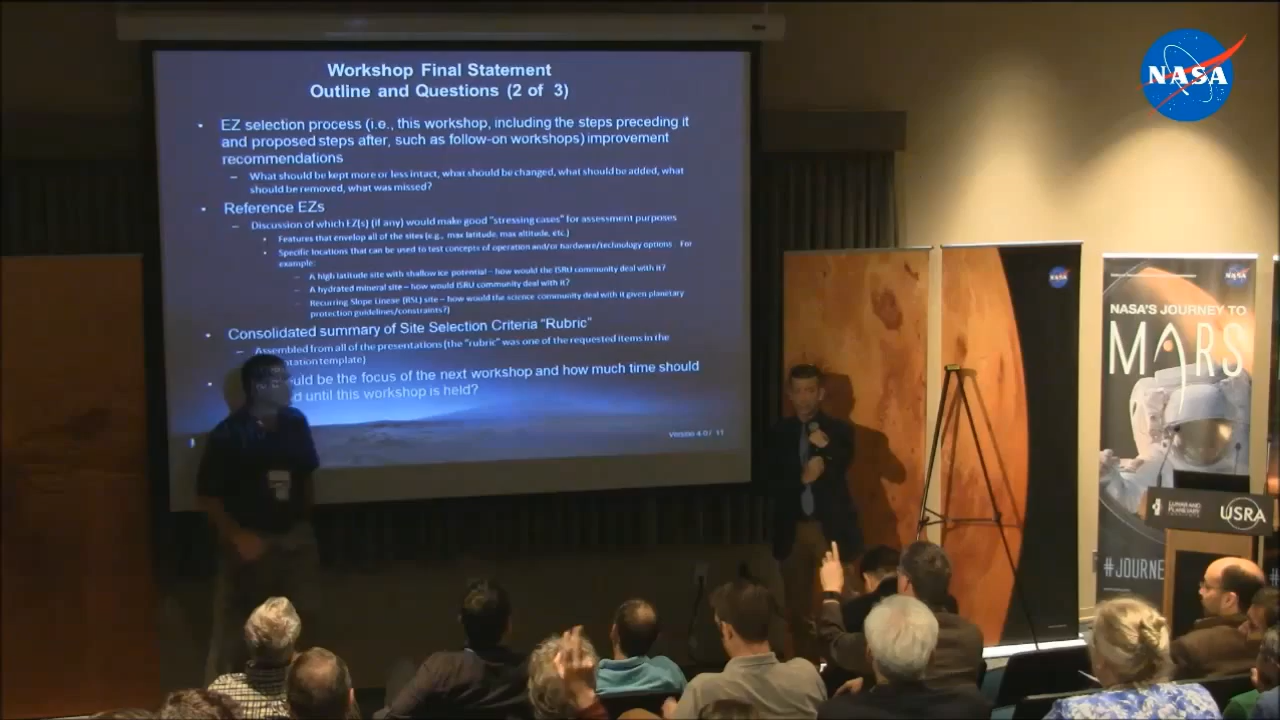 Workshop Final Statement
Outline and Questions (2 of 3)
• EZ selection process (i.e., this workshop, including the steps preceding it
and proposed steps after, such as follow-on workshops) improvement
recommendations
– What should be kept more or less intact, what should be changed, what should be added, what
should be removed, what was missed?
• Reference EZs
– Discussion of which EZ(s) (if any) would make good "stressing cases" for assessment purposes
• Features that envelop all of the sites (e.g., max latitude, max altitude, etc.)
• Specific locations that can be used to test concepts of operation and/or hardware/technology options. For
example:
– A high latitude site with shallow ice potential – how would the ISRU community deal with it?
– A hydrated mineral site – how would ISRU community deal with it?
– Recurring Slope Lineae (RSL) site – how would the science community deal with it given planetary
protection guidelines/constraints?)
• Consolidated summary of Site Selection Criteria "Rubric"
– Assembled from all of the presentations (the "rubric" was one of the requested items in the
tation template)
• uld be the focus of the next workshop and how much time should
d until this workshop is held?
Version 4.0 / 11
NASA
NASA
NASA
NASA'S JOURNEY TO
MARS
#JOURNE
LUNAR AND
PLANETARY
USRA